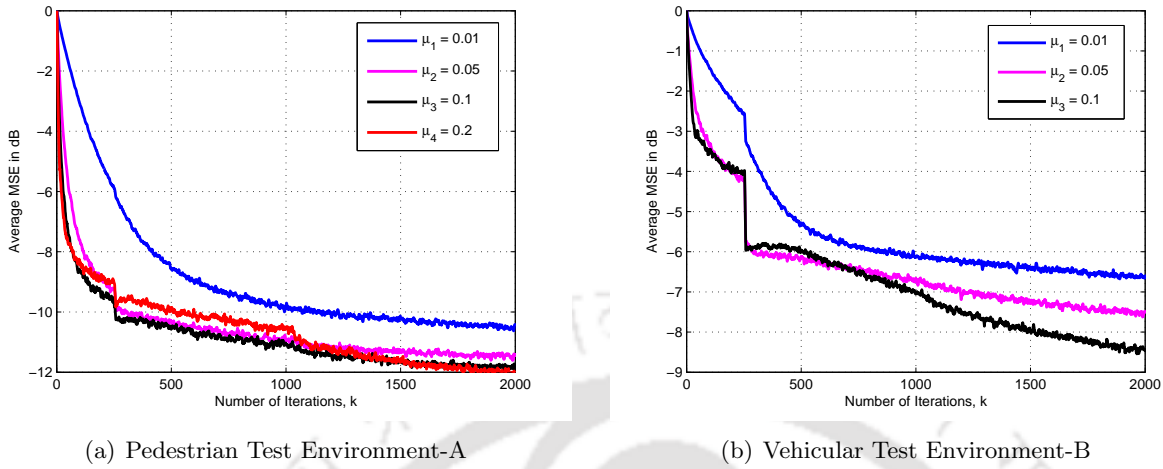 0
−2
−4
−6
−8
−10
−12
0
500
1000
1500
2000
Average MSE in dB
Number of Iterations, k
μ1 = 0.01
μ2 = 0.05
μ3 = 0.1
μ4 = 0.2
(a) Pedestrian Test Environment-A
0
−1
−2
−3
−4
−5
−6
−7
−8
−9
0
500
1000
1500
2000
Average MSE in dB
Number of Iterations, k
μ1 = 0.01
μ2 = 0.05
μ3 = 0.1
(b) Vehicular Test Environment-B